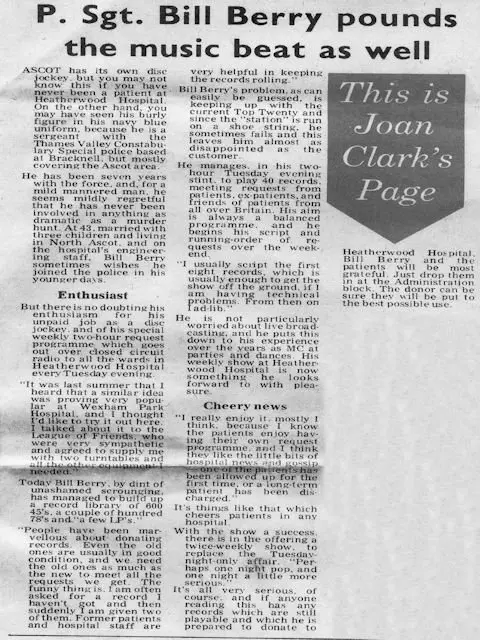 P. Sgt. Bill Berry pounds
the music beat as well
ASCOT has its own disc
jockey, but you may not
know this if you have
never been a patient at
Heatherwood Hospital.
On the other hand, you
may have seen his burly
figure in his navy blue
uniform, because he is a
sergeant with the
Thames Valley Constabu-
lary Special police based
at Bracknell, but mostly
covering the Ascot area.
He has been seven years
with the force, and, for a
mild mannered man, he
seems mildly regretful
that he has never been
involved in anything as
dramatic as a murder
hunt. At 43, married with
three children and living
in North Ascot, and on
the hospital's engineer-
ing staff, Bill Berry
sometimes wishes he
joined the police in his
younger days.
Enthusiast
But there is no doubting his
enthusiasm for his
unpaid job as a disc
jockey, and of his special
weekly two-hour request
programme which goes
out over closed circuit
radio to all the wards in
Heatherwood Hospital
every Tuesday evening.
"It was last summer that I
heard that a similar idea
was proving very popu-
lar at Wexham Park
Hospital, and I thought
I'd like to try it out here.
I talked about it to the
League of Friends, who
were very sympathetic
and agreed to supply me
with two turntables and
all the other equipment I
needed.
Today Bill Berry, by dint of
unashamed scrounging,
has managed to build up
a record library of 600
45's, a couple of hundred
78's and "a few LP's."
"People have been mar-
vellous about donating
records. Even the old
ones are usually in good
condition, and we need
the old ones as much as
the new to meet all the
requests we get. The
funny thing is, I am often
asked for a record I
haven't got and then
suddenly I am given two
of them. Former patients
and hospital staff are
very helpful in keeping
the records rolling."
Bill Berry's problem, as can
easily be guessed, is
keeping up with the
current Top Twenty and
since the "station" is run
on a shoe string, he
sometimes fails and this
leaves him almost as
disappointed as the
customer.
He manages, in his two-
hour Tuesday evening
stint, to play 40 records,
meeting requests from
patients, ex-patients, and
friends of patients from
all over Britain. His aim
is always a balanced
programme, and he
begins his script and
running-order of re-
quests over the week-
end.
"I usually script the first
eight records, which is
usually enough to get the
show off the ground, if I
am having technical
problems. From then on
I ad-lib."
He is not particularly
worried about live broad-
casting, and he puts this
down to his experience
over the years as MC at
parties and dances. His
weekly show at Heather-
wood Hospital is now
something he looks
forward to with plea-
sure.
Cheery news
"I really enjoy it, mostly I
think, because I know
the patients enjoy hav-
ing their own request
programme, and I think
they like the little bits of
hospital news and gossip
— one of the patients has
been allowed up for the
first time, or a long-term
patient has been dis-
charged."
It's things like that which
cheers patients in any
hospital.
With the show a success,
there is in the offering a
twice-weekly show, to
replace the Tuesday-
night-only affair. "Per-
haps one night pop, and
one night a little more
serious."
It's all very serious, of
course, and if anyone
reading this has any
records which are still
playable and which he is
prepared to donate to
This is
Joan
Clark's
Page
Heatherwood Hospital,
Bill Berry and the
patients will be most
grateful. Just drop them
in at the Administration
block. The donor can be
sure they will be put to
the best possible use.